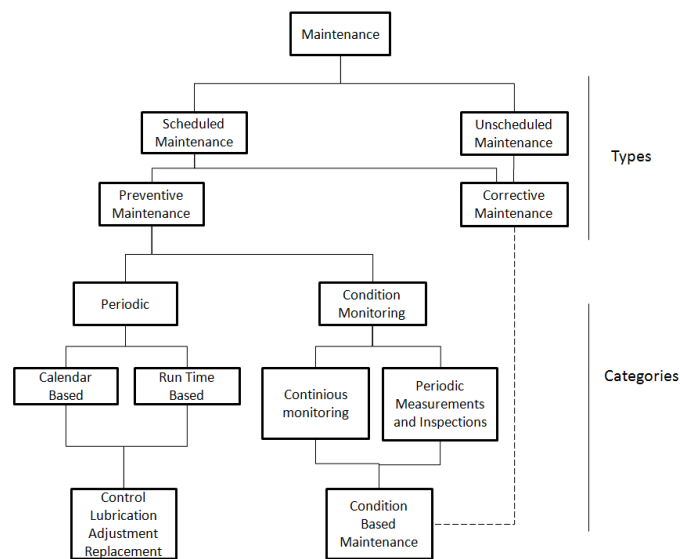 Maintenance
Scheduled
Maintenance
Unscheduled
Maintenance
Types
Preventive
Maintenance
Corrective
Maintenance
Periodic
Condition
Monitoring
Categories
Calendar
Based
Run Time
Based
Continious
monitoring
Periodic
Measurements
and Inspections
Control
Lubrication
Adjustment
Replacement
Condition
Based
Maintenance